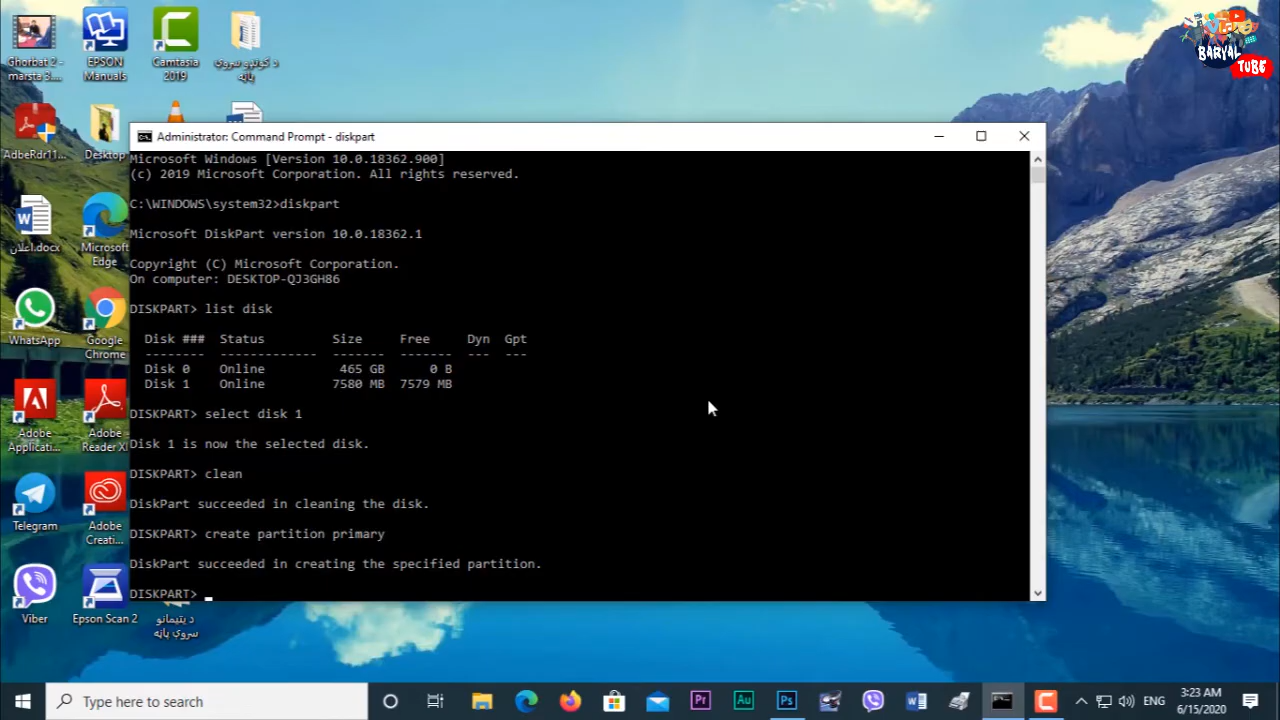 Ghorbat 2 -
marsta 3....
EPSON
Manuals
Camtasia
2019
BARYAL
TUBE
AdbeRdr11...
Desktop
Administrator: Command Prompt - diskpart
Microsoft Windows [Version 10.0.18362.900]
(c) 2019 Microsoft Corporation. All rights reserved.
C:\WINDOWS\system32>diskpart
Microsoft DiskPart version 10.0.18362.1
Copyright (C) Microsoft Corporation.
On computer: DESKTOP-QJ3GH86
DISKPART> list disk
Disk ### Status Size Free Dyn Gpt
-------- ------------- ------- ------- --- ---
Disk 0 Online 465 GB 0 B
Disk 1 Online 7580 MB 7579 MB
DISKPART> select disk 1
Disk 1 is now the selected disk.
DISKPART> clean
DiskPart succeeded in cleaning the disk.
DISKPART> create partition primary
DiskPart succeeded in creating the specified partition.
DISKPART>
اعلان.docx
Microsoft
Edge
WhatsApp
Google
Chrome
Adobe
Applicati...
Adobe
Reader XI
Telegram
Adobe
Creati...
Viber
Epson Scan 2
د یتیمانو
سروې پاڼه
Type here to search
ENG
3:23 AM
6/15/2020